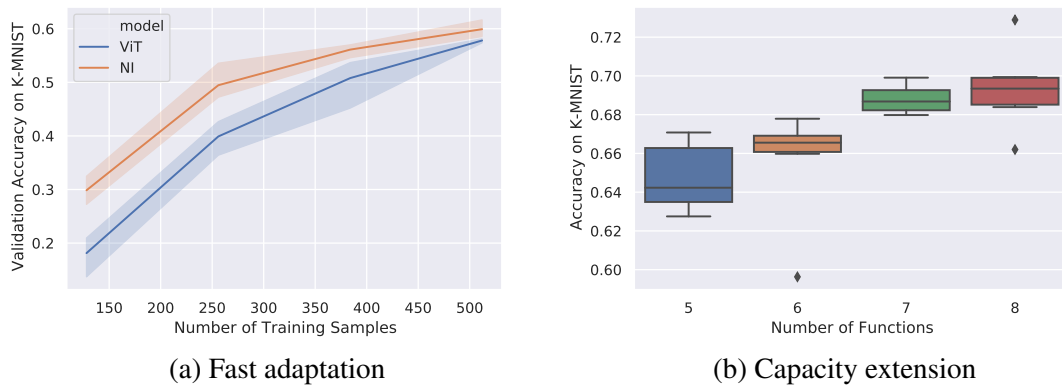 model
ViT
NI
0.6
0.5
0.4
0.3
0.2
Validation Accuracy on K-MNIST
150 200 250 300 350 400 450 500
Number of Training Samples
(a) Fast adaptation
0.72
0.70
0.68
0.66
0.64
0.62
0.60
Accuracy on K-MNIST
5 6 7 8
Number of Functions
(b) Capacity extension